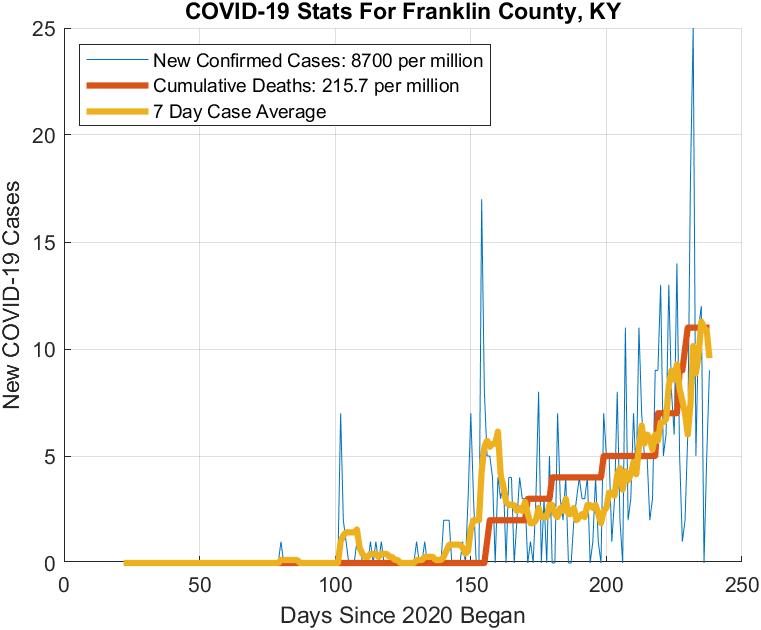 COVID-19 Stats For Franklin County, KY
25
New Confirmed Cases: 8700 per million
Cumulative Deaths: 215.7 per million
7 Day Case Average
20
15
10
5
0
New COVID-19 Cases
0 50 100 150 200 250
Days Since 2020 Began